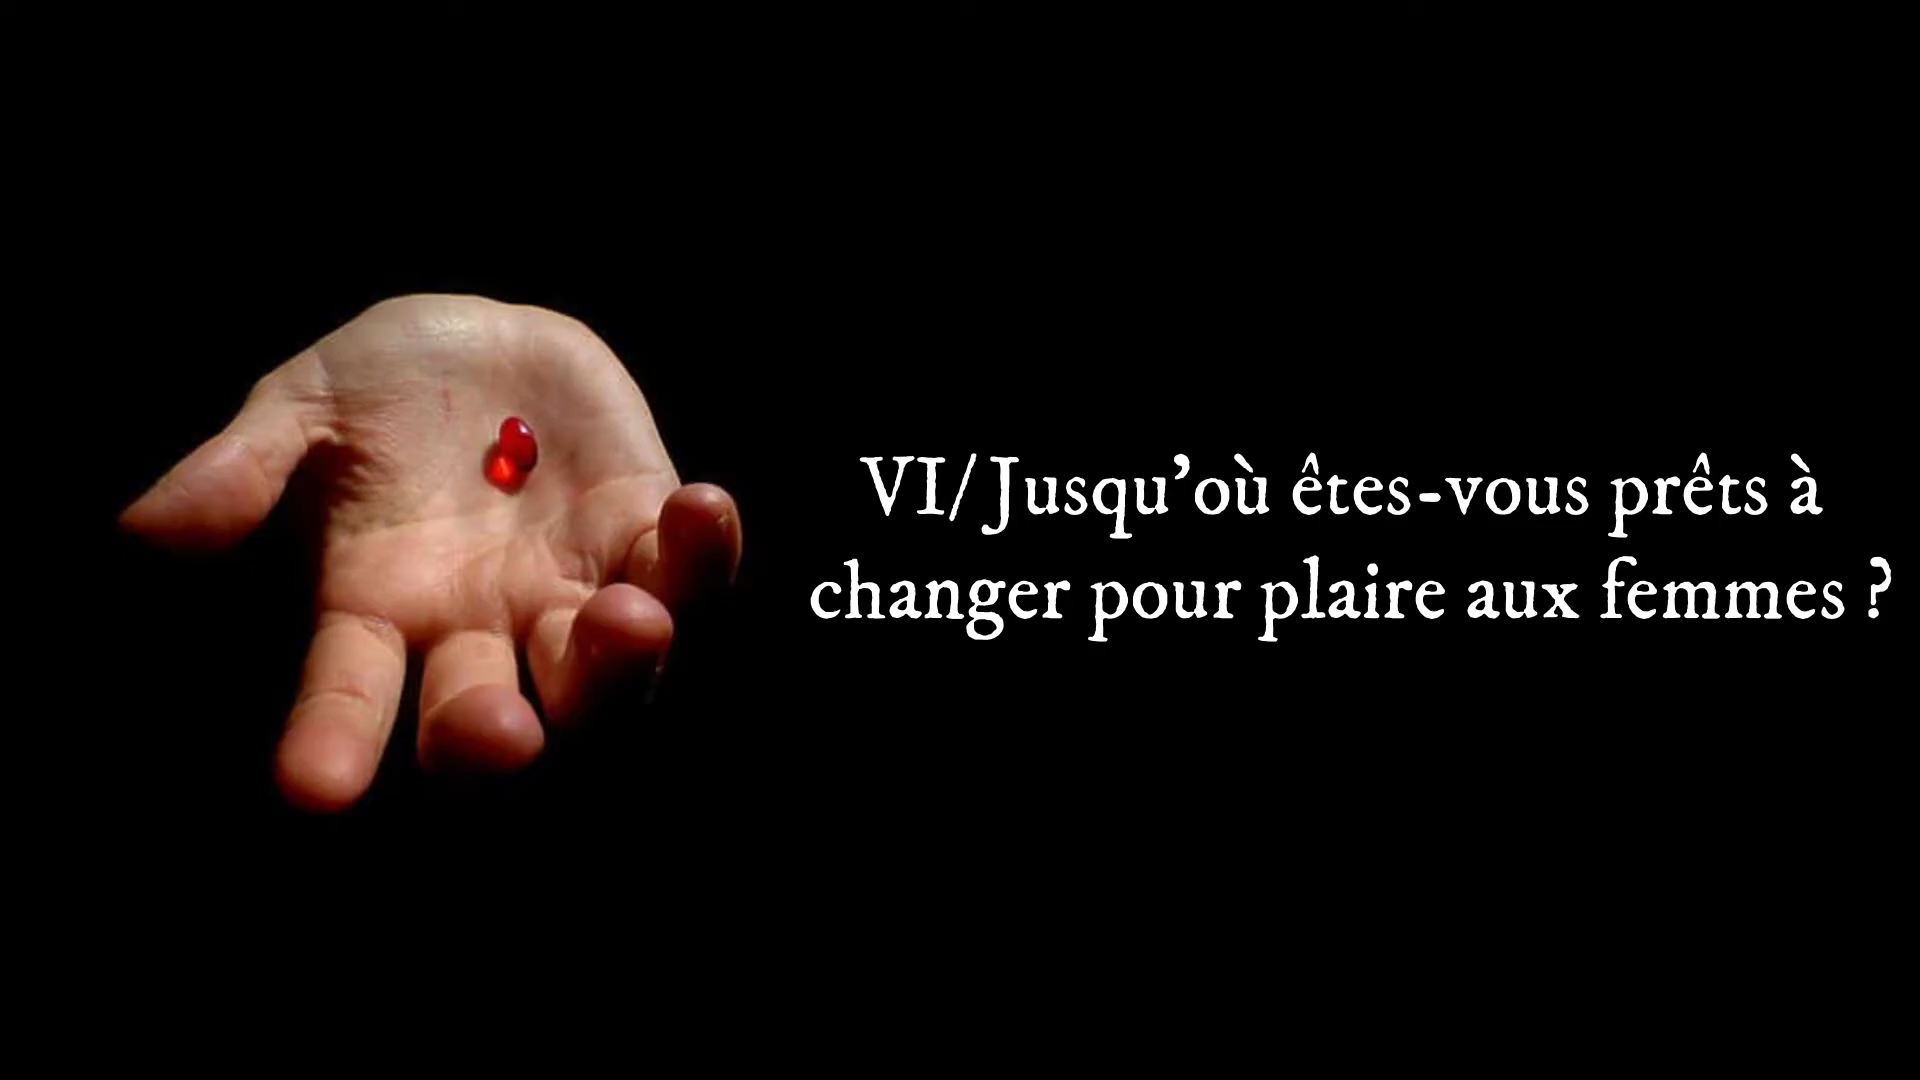 VI/Jusqu’où êtes-vous prêts à
changer pour plaire aux femmes ?